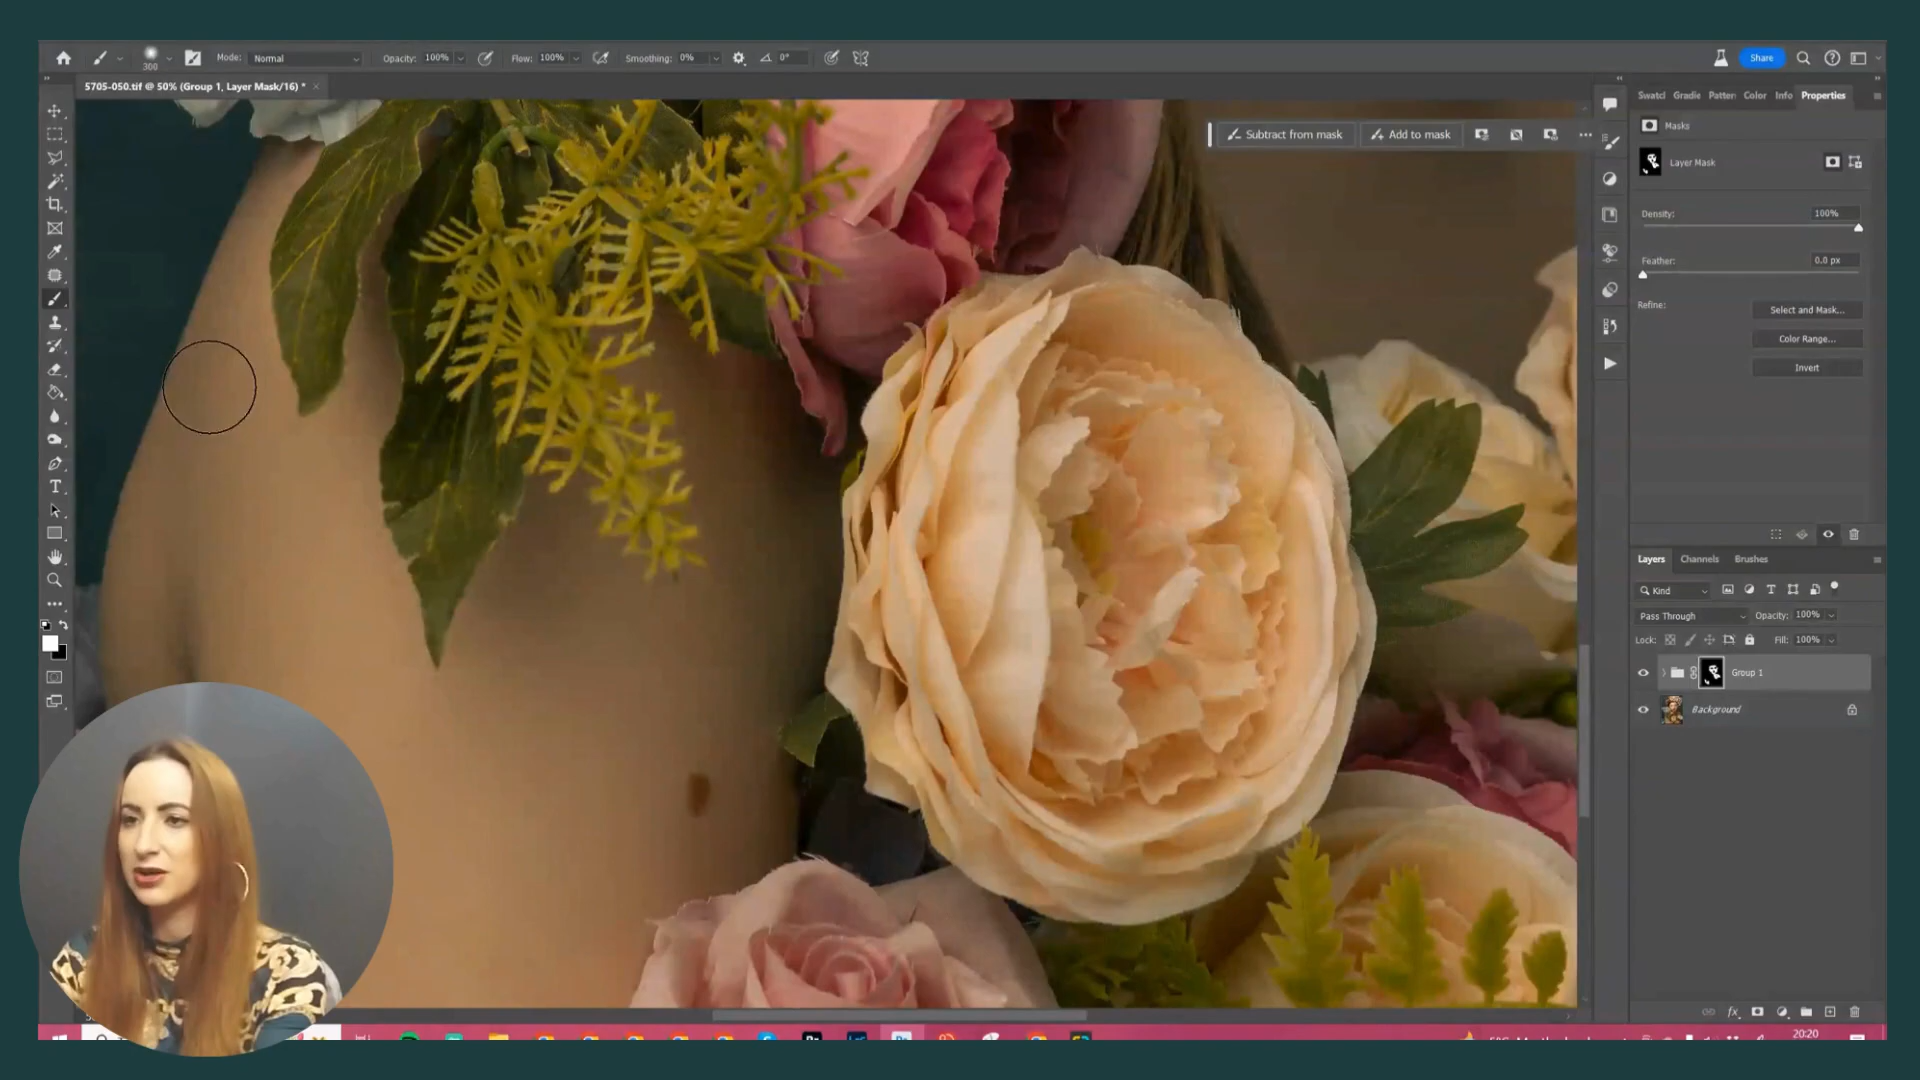 300 Mode: Normal Opacity: 100% Flow: 100% Smoothing: 0% 0° Share
5705-050.tif @ 50% (Group 1, Layer Mask/16) * ×
Subtract from mask Add to mask
Swatcl Gradie Patter Color Info Properties
Masks
Layer Mask
Density: 100%
Feather: 0.0 px
Refine: Select and Mask...
Color Range...
Invert
Layers Channels Brushes
Kind
Pass Through Opacity: 100%
Lock: Fill: 100%
Group 1
Background
20:20